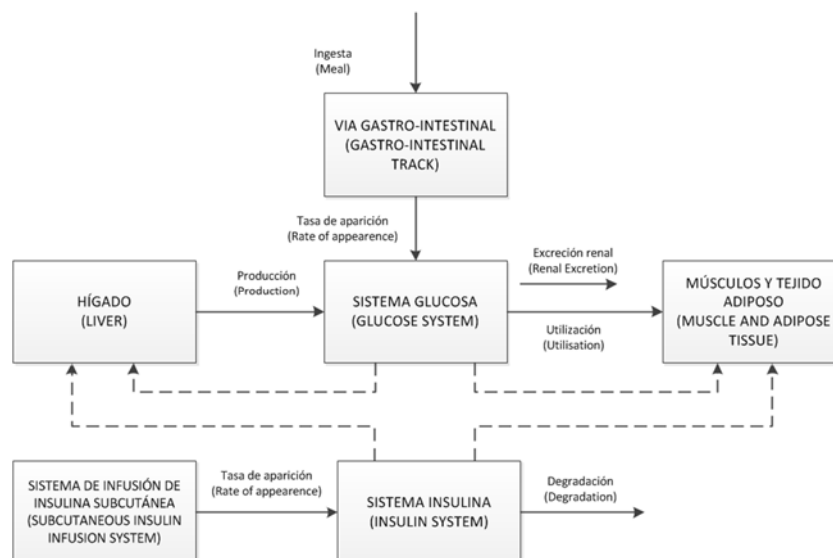 Ingesta
(Meal)
VIA GASTRO-INTESTINAL
(GASTRO-INTESTINAL
TRACK)
Tasa de aparición
(Rate of appearence)
Excreción renal
(Renal Excretion)
Producción
(Production)
HÍGADO
(LIVER)
SISTEMA GLUCOSA
(GLUCOSE SYSTEM)
MÚSCULOS Y TEJIDO
ADIPOSO
(MUSCLE AND ADIPOSE
TISSUE)
Utilización
(Utilisation)
SISTEMA DE INFUSIÓN DE
INSULINA SUBCUTÁNEA
(SUBCUTANEOUS INSULIN
INFUSION SYSTEM)
Tasa de aparición
(Rate of appearence)
SISTEMA INSULINA
(INSULIN SYSTEM)
Degradación
(Degradation)